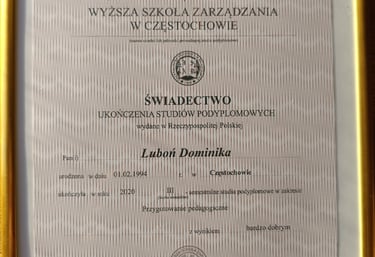 WYŻSZA SZKOŁA ZARZĄDZANIA
W CZĘSTOCHOWIE
ŚWIADECTWO
UKOŃCZENIA STUDIÓW PODYPLOMOWYCH
wydane w Rzeczypospolitej Polskiej
Pan(i) Luboń Dominika
urodzona w dniu 01.02.1994 r. w Częstochowie
ukończyła w roku 2020 III - semestralne studia podyplomowe w zakresie
Przygotowanie pedagogiczne
z wynikiem bardzo dobrym